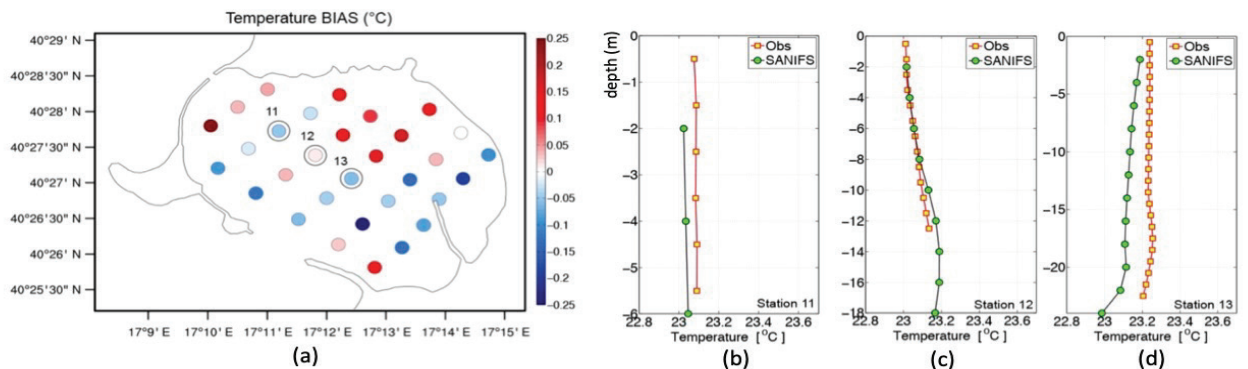 Temperature BIAS (°C)
40°29' N
40°28'30" N
40°28' N
40°27'30" N
40°27' N
40°26'30" N
40°26' N
40°25'30" N
17°9' E 17°10' E 17°11' E 17°12' E 17°13' E 17°14' E 17°15' E
11
12
13
0.25
0.20
0.15
0.10
0.05
0
-0.05
-0.10
-0.15
-0.20
-0.25
(a)
depth (m)
0
-1
-2
-3
-4
-5
-6
22.8 23 23.2 23.4 23.6
Obs
SANIFS
Station 11
Temperature [°C]
(b)
0
-2
-4
-6
-8
-10
-12
-14
-16
-18
22.8 23 23.2 23.4 23.6
Obs
SANIFS
Station 12
Temperature [°C]
(c)
0
-5
-10
-15
-20
22.8 23 23.2 23.4 23.6
Obs
SANIFS
Station 13
Temperature [°C]
(d)